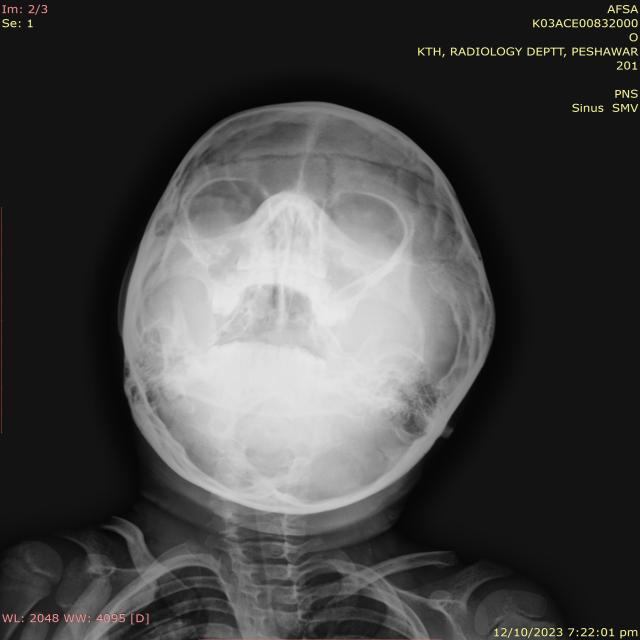 Im: 2/3
Se: 1
AFSA
K03ACE00832000
O
KTH, RADIOLOGY DEPTT, PESHAWAR
201
PNS
Sinus SMV
WL: 2048 WW: 4095 [D]
12/10/2023 7:22:01 pm